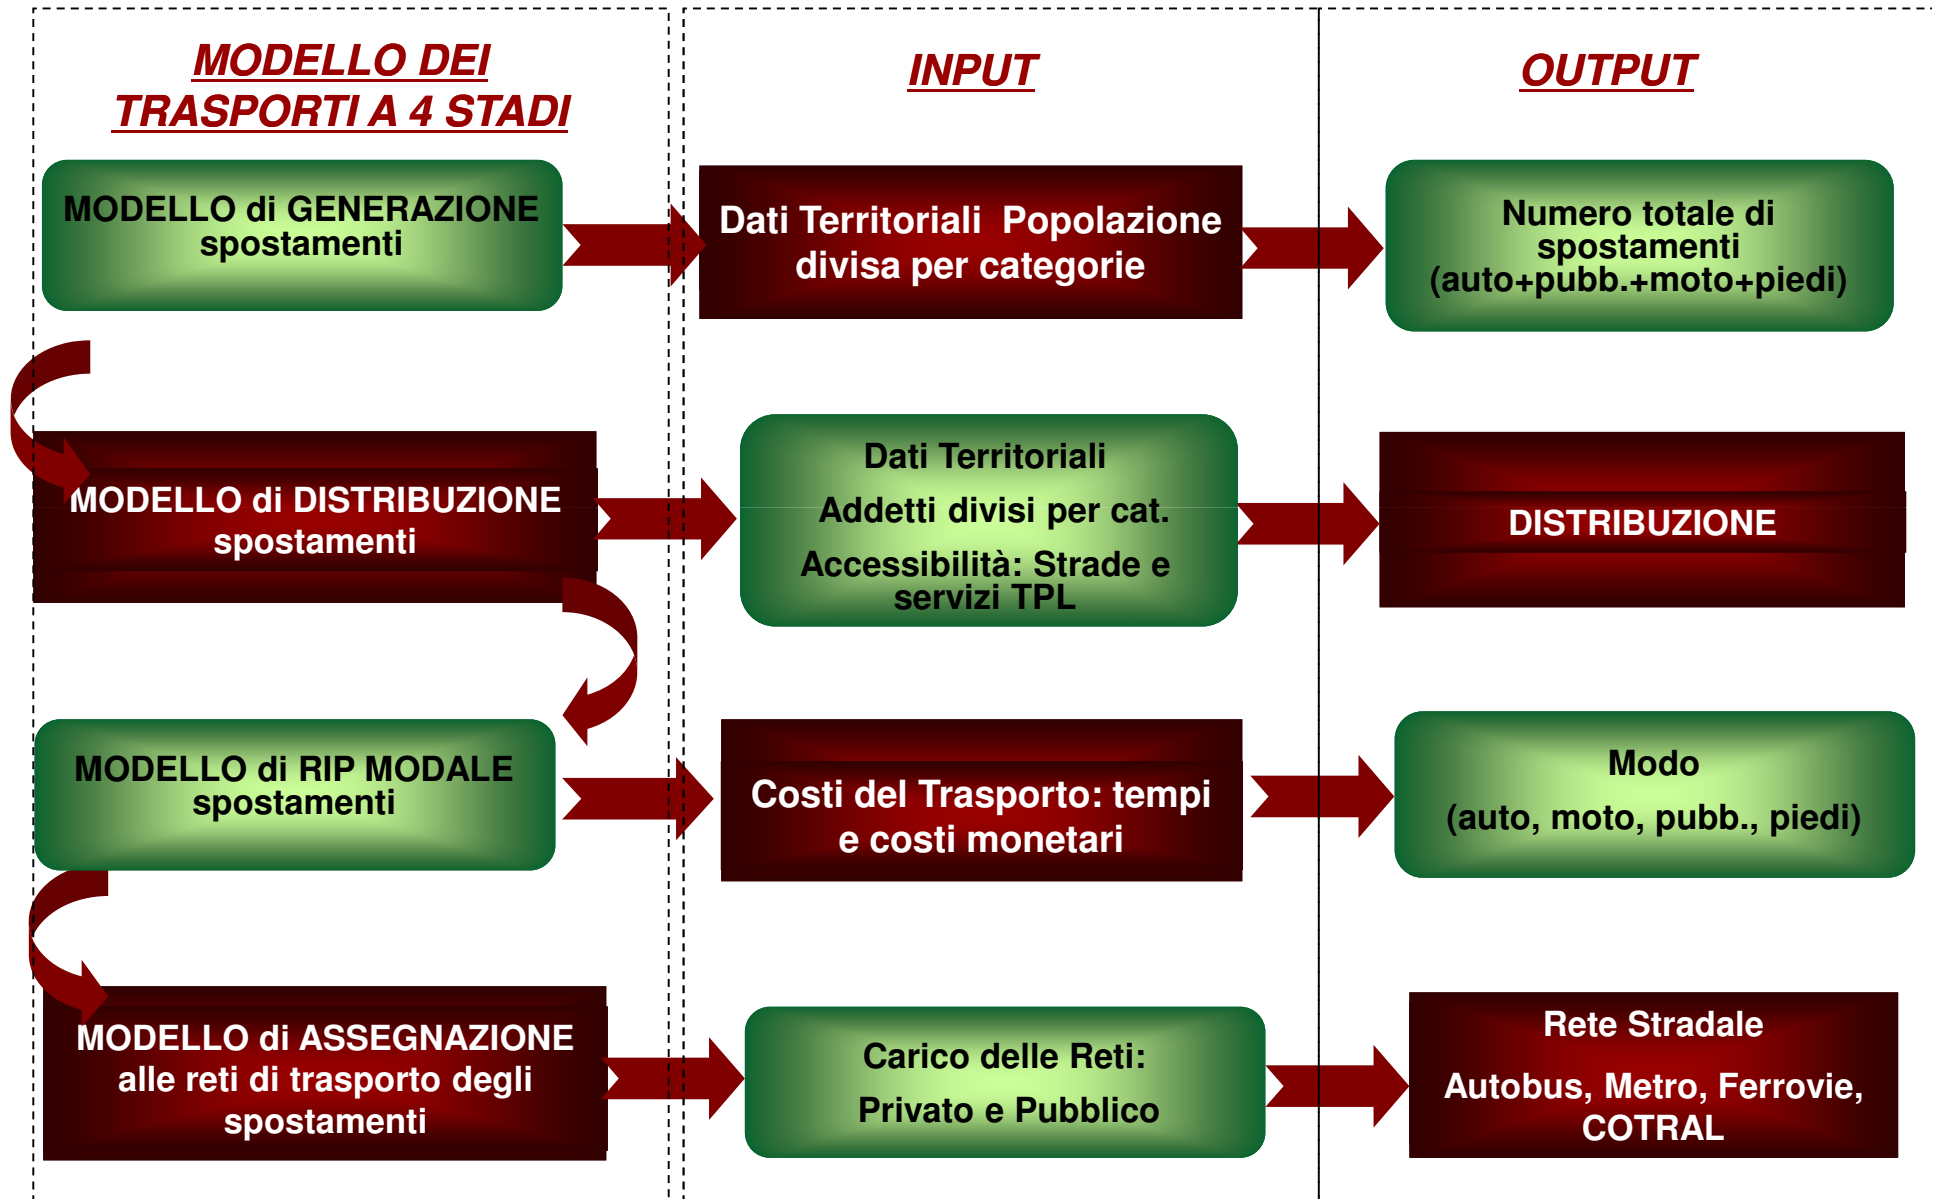 MODELLO DEI
TRASPORTI A 4 STADI
INPUT
OUTPUT
MODELLO di GENERAZIONE
spostamenti
Dati Territoriali Popolazione
divisa per categorie
Numero totale di
spostamenti
(auto+pubb.+moto+piedi)
MODELLO di DISTRIBUZIONE
spostamenti
Dati Territoriali
Addetti divisi per cat.
Accessibilità: Strade e
servizi TPL
DISTRIBUZIONE
MODELLO di RIP MODALE
spostamenti
Costi del Trasporto: tempi
e costi monetari
Modo
(auto, moto, pubb., piedi)
MODELLO di ASSEGNAZIONE
alle reti di trasporto degli
spostamenti
Carico delle Reti:
Privato e Pubblico
Rete Stradale
Autobus, Metro, Ferrovie,
COTRAL